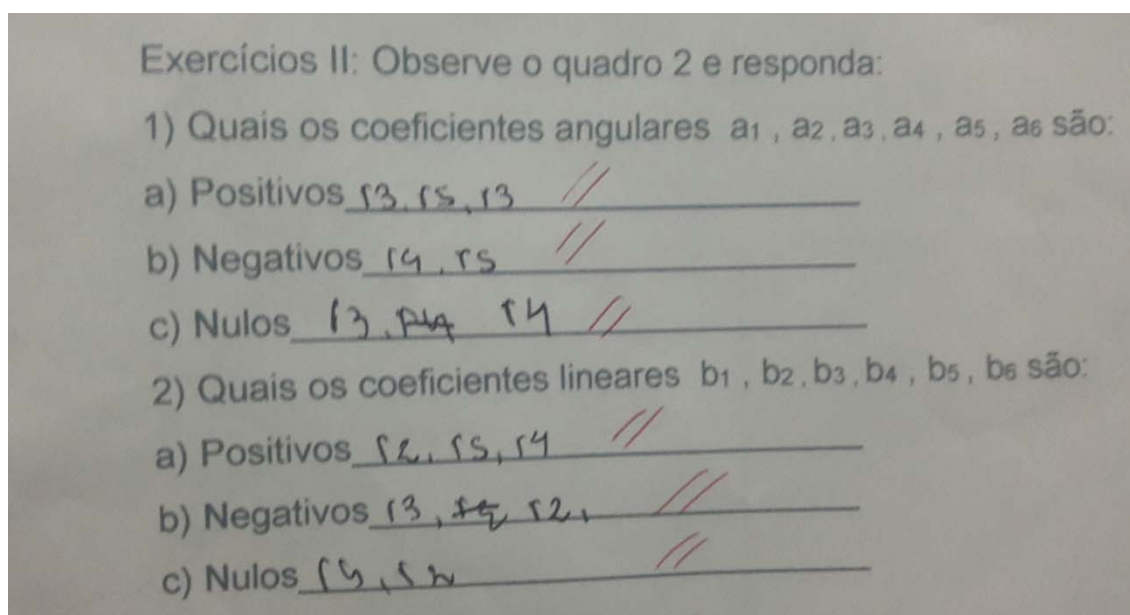 Exercícios II: Observe o quadro 2 e responda:
1) Quais os coeficientes angulares a1 , a2 , a3 , a4 , a5 , a6 são:
a) Positivos r3, r5, r3
b) Negativos r4, r5
c) Nulos r3, r4
2) Quais os coeficientes lineares b1 , b2 , b3 , b4 , b5 , b6 são:
a) Positivos r2, r5, r4
b) Negativos r3, r2,
c) Nulos